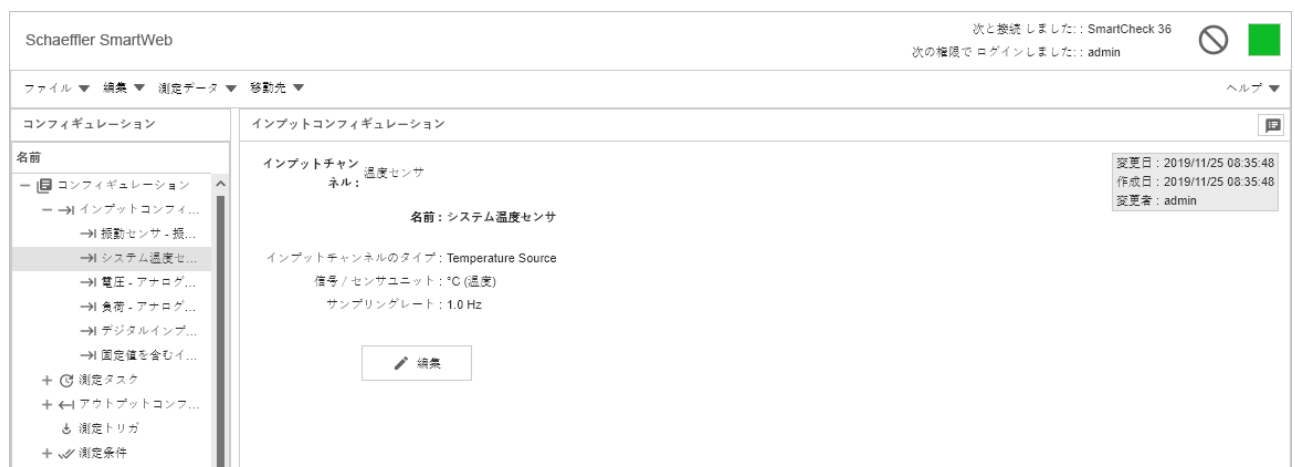 Schaeffler SmartWeb
次と接続 しました: : SmartCheck 36
次の権限で ログインしました: : admin
ファイル ▼ 編集 ▼ 測定データ ▼ 移動先 ▼ ヘルプ ▼
コンフィギュレーション
インプットコンフィギュレーション
名前
コンフィギュレーション
インプットコンフィ...
振動センサ - 振...
システム温度セ...
電圧 - アナログ...
負荷 - アナログ...
デジタルインプ...
固定値を含むイ...
測定タスク
アウトプットコンフ...
測定トリガ
測定条件
インプットチャン
ネル : 温度センサ
名前 : システム温度センサ
インプットチャンネルのタイプ : Temperature Source
信号 / センサユニット : °C (温度)
サンプリングレート : 1.0 Hz
編集
変更日 : 2019/11/25 08:35:48
作成日 : 2019/11/25 08:35:48
変更者 : admin